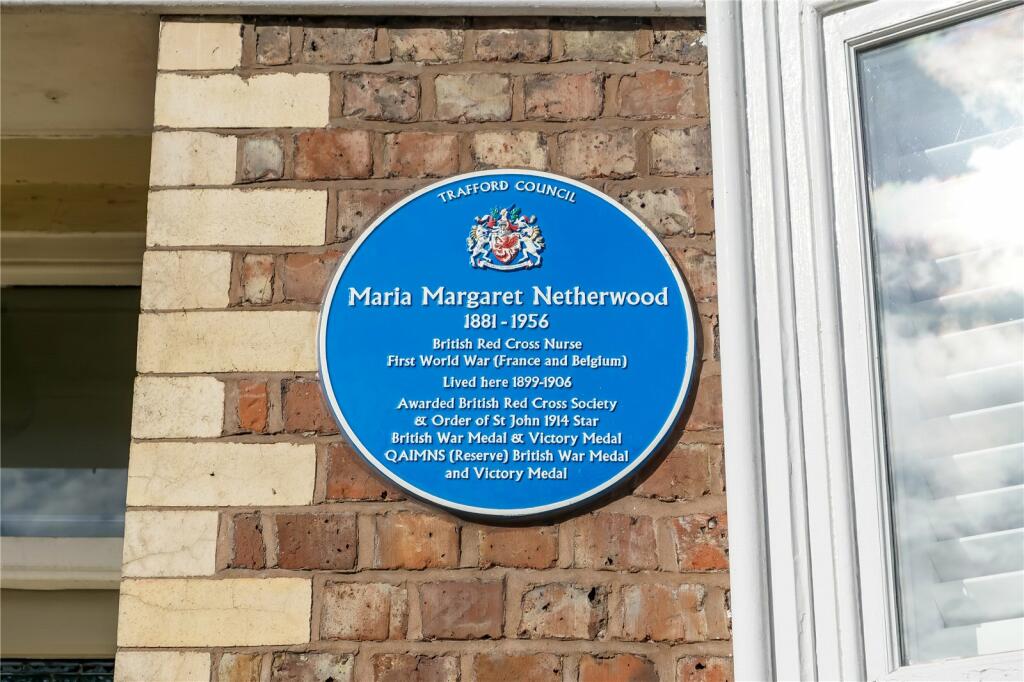 TRAFFORD COUNCIL
Maria Margaret Netherwood
1881 - 1956
British Red Cross Nurse
First World War (France and Belgium)
Lived here 1899-1906
Awarded British Red Cross Society
& Order of St John 1914 Star
British War Medal & Victory Medal
QAIMNS (Reserve) British War Medal
and Victory Medal